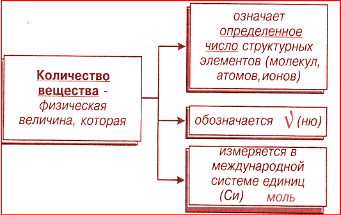 Количество
вещества -
физическая
величина, которая
означает
определенное
число структурных
элементов (молекул,
атомов,ионов)
обозначается ν (ню)
измеряется в
международной
системе единиц
(Си) моль